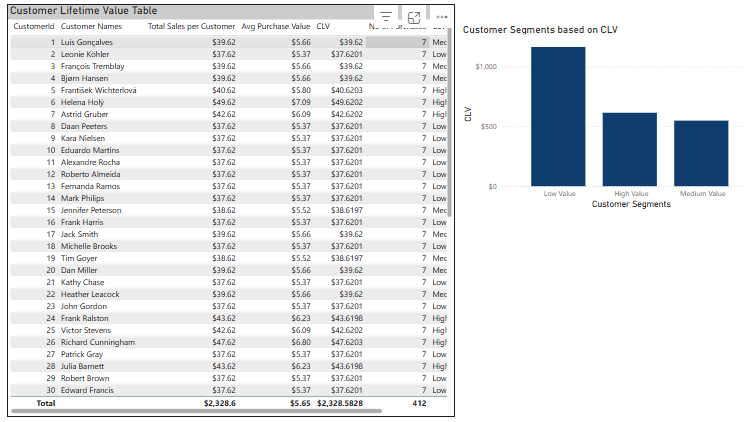 Customer Lifetime Value Table
CustomerId Customer Names Total Sales per Customer Avg Purchase Value CLV
1 Luis Gonçalves $39.62 $5.66 $39.62 7 Mec
2 Leonie Köhler $37.62 $5.37 $37.6201 7 Low
3 François Tremblay $39.62 $5.66 $39.62 7 Mec
4 Bjørn Hansen $39.62 $5.66 $39.62 7 Mec
5 František Wichterlová $40.62 $5.80 $40.6203 7 High
6 Helena Holý $49.62 $7.09 $49.6202 7 High
7 Astrid Gruber $42.62 $6.09 $42.6202 7 High
8 Daan Peeters $37.62 $5.37 $37.6201 7 Low
9 Kara Nielsen $37.62 $5.37 $37.6201 7 Low
10 Eduardo Martins $37.62 $5.37 $37.6201 7 Low
11 Alexandre Rocha $37.62 $5.37 $37.6201 7 Low
12 Roberto Almeida $37.62 $5.37 $37.6201 7 Low
13 Fernanda Ramos $37.62 $5.37 $37.6201 7 Low
14 Mark Philips $37.62 $5.37 $37.6201 7 Low
15 Jennifer Peterson $38.62 $5.52 $38.6197 7 Mec
16 Frank Harris $37.62 $5.37 $37.6201 7 Low
17 Jack Smith $39.62 $5.66 $39.62 7 Mec
18 Michelle Brooks $37.62 $5.37 $37.6201 7 Low
19 Tim Goyer $38.62 $5.52 $38.6197 7 Mec
20 Dan Miller $39.62 $5.66 $39.62 7 Mec
21 Kathy Chase $37.62 $5.37 $37.6201 7 Low
22 Heather Leacock $39.62 $5.66 $39.62 7 Mec
23 John Gordon $37.62 $5.37 $37.6201 7 Low
24 Frank Ralston $43.62 $6.23 $43.6198 7 High
25 Victor Stevens $42.62 $6.09 $42.6202 7 High
26 Richard Cunningham $47.62 $6.80 $47.6203 7 High
27 Patrick Gray $37.62 $5.37 $37.6201 7 Low
28 Julia Barnett $43.62 $6.23 $43.6198 7 High
29 Robert Brown $37.62 $5.37 $37.6201 7 Low
30 Edward Francis $37.62 $5.37 $37.6201 7 Low
Total $2,328.6 $5.65 $2,328.5828 412
Customer Segments based on CLV
$1,000
$500
$0
CLV
Low Value High Value Medium Value
Customer Segments